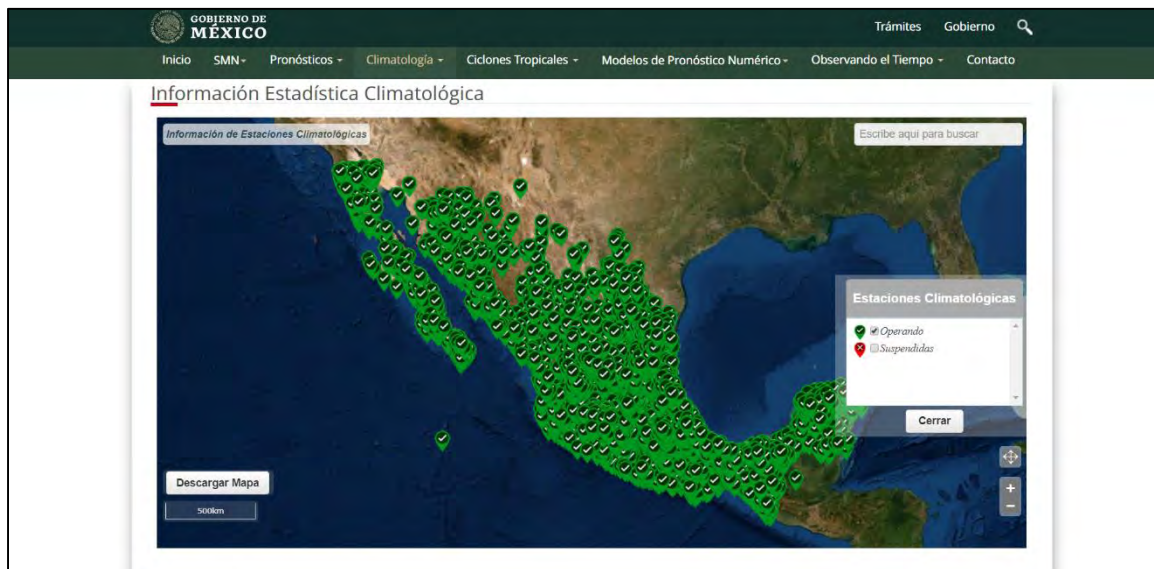 GOBIERNO DE
MÉXICO
Trámites Gobierno
Inicio SMN Pronósticos Climatología Ciclones Tropicales Modelos de Pronóstico Numérico Observando el Tiempo Contacto
Información Estadística Climatológica
Información de Estaciones Climatológicas
Escribe aquí para buscar
Estaciones Climatológicas
Operando
Suspendidas
Cerrar
Descargar Mapa
500km
+
−